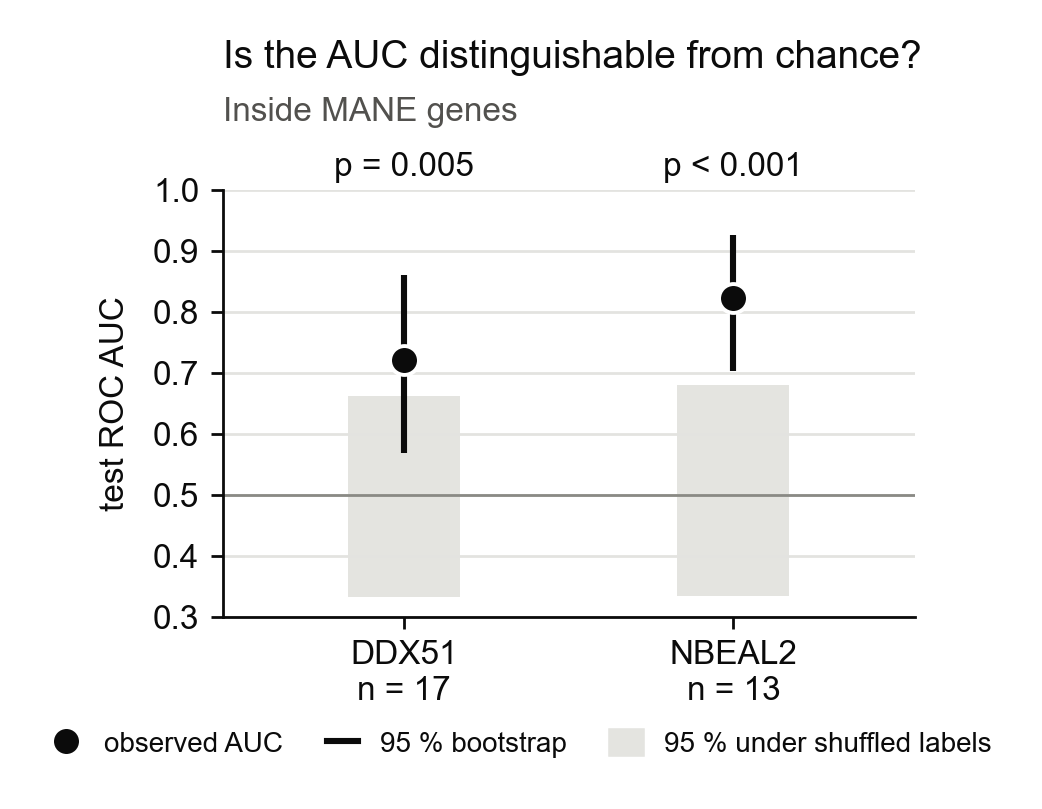 Is the AUC distinguishable from chance?
Inside MANE genes
p = 0.005
p < 0.001
1.0
0.9
0.8
0.7
0.6
0.5
0.4
0.3
test ROC AUC
DDX51
n = 17
NBEAL2
n = 13
observed AUC
95 % bootstrap
95 % under shuffled labels